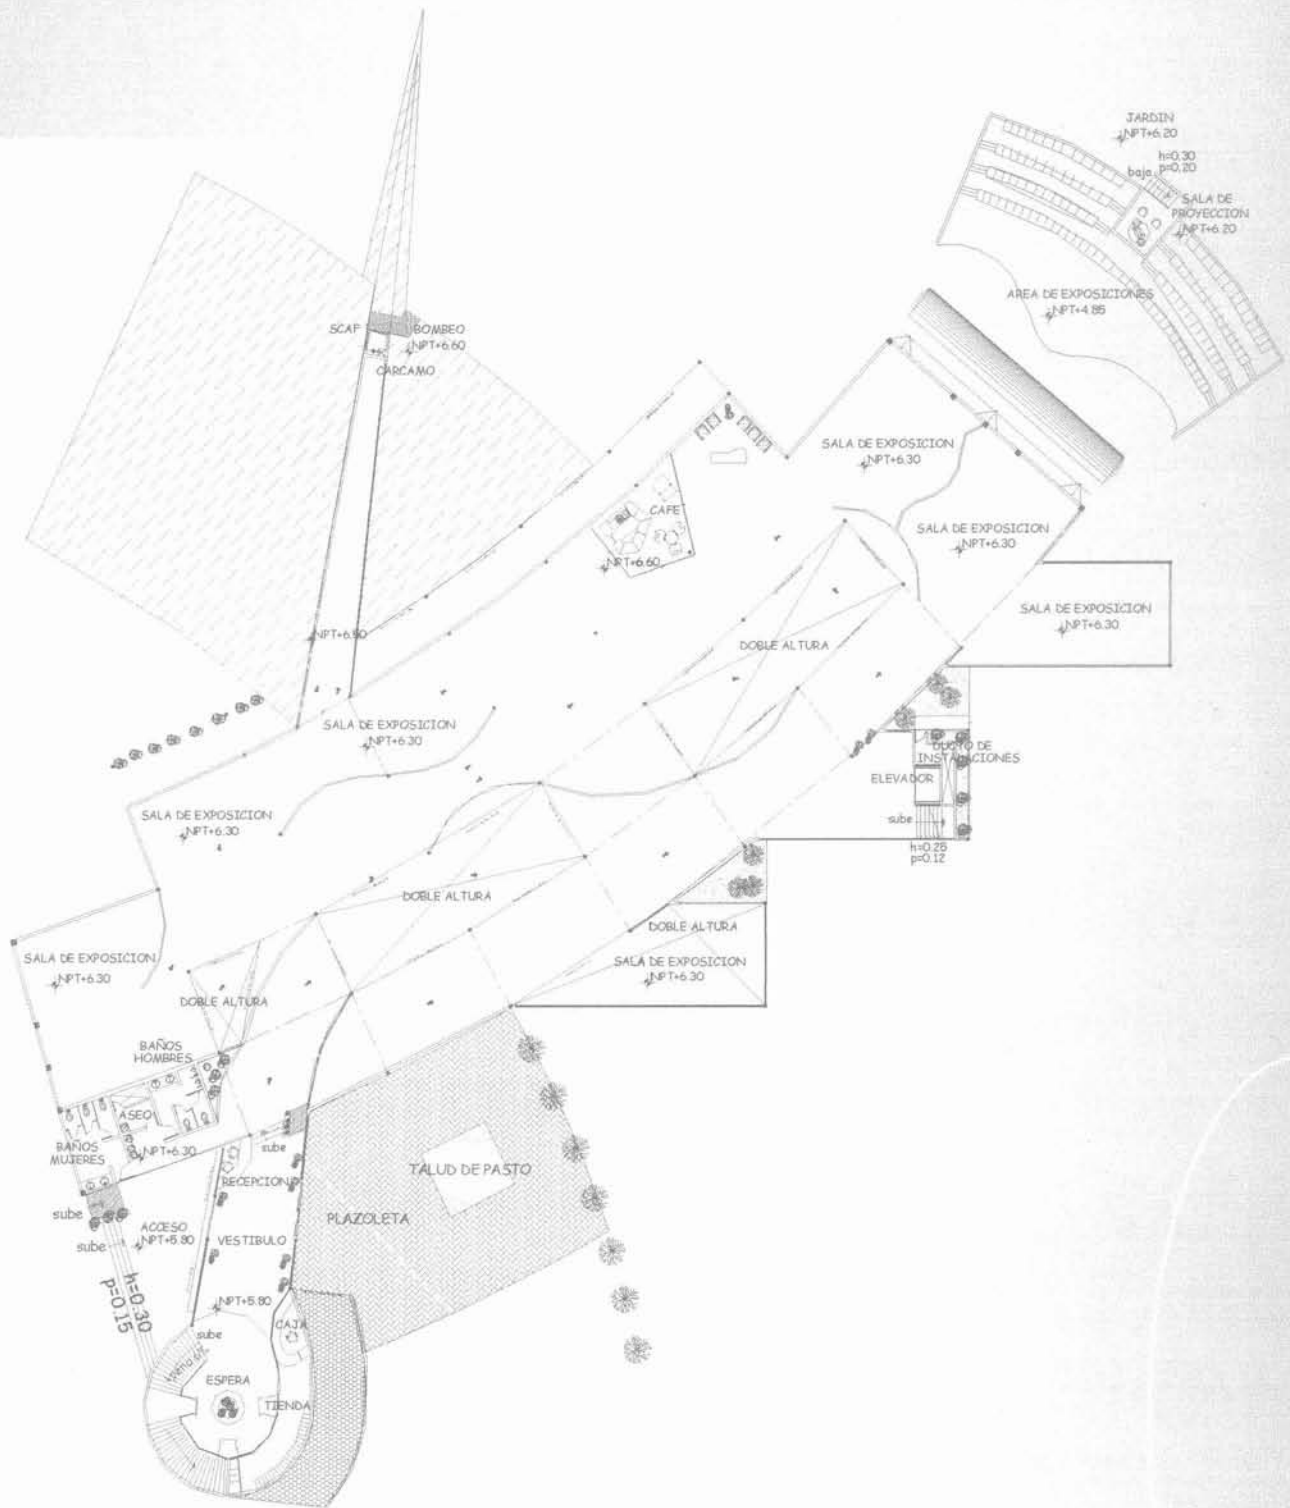 JARDIN
NPT+6.20
h=0.30
p=0.20
baja
SALA DE
PROYECCION
NPT+6.20
AREA DE EXPOSICIONES
NPT+4.85
SCAF
BOMBEO
NPT+6.60
CARCAMO
SALA DE EXPOSICION
NPT+6.30
CAFE
NPT+6.60
SALA DE EXPOSICION
NPT+6.30
SALA DE EXPOSICION
NPT+6.30
DOBLE ALTURA
SALA DE EXPOSICION
NPT+6.30
DUCTO DE
INSTALACIONES
ELEVADOR
sube
h=0.25
p=0.12
SALA DE EXPOSICION
NPT+6.30
DOBLE ALTURA
DOBLE ALTURA
SALA DE EXPOSICION
NPT+6.30
SALA DE EXPOSICION
NPT+6.30
DOBLE ALTURA
BAÑOS
HOMBRES
ASEO
BAÑOS
MUJERES
NPT+6.30
sube
RECEPCION
TALUD DE PASTO
PLAZOLETA
sube
ACCESO
NPT+5.80
sube
VESTIBULO
h=0.30
p=0.15
NPT+5.80
CAJA
sube
ESPERA
TIENDA